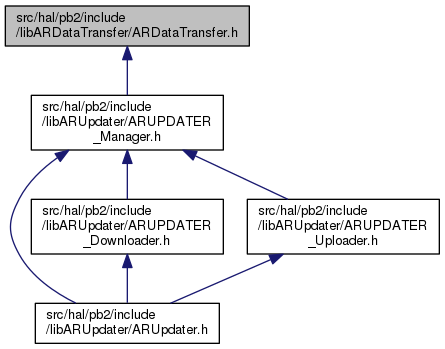 src/hal/pb2/include
/libARDataTransfer/ARDataTransfer.h
src/hal/pb2/include
/libARUpdater/ARUPDATER
_Manager.h
src/hal/pb2/include
/libARUpdater/ARUPDATER
_Downloader.h
src/hal/pb2/include
/libARUpdater/ARUPDATER
_Uploader.h
src/hal/pb2/include
/libARUpdater/ARUpdater.h